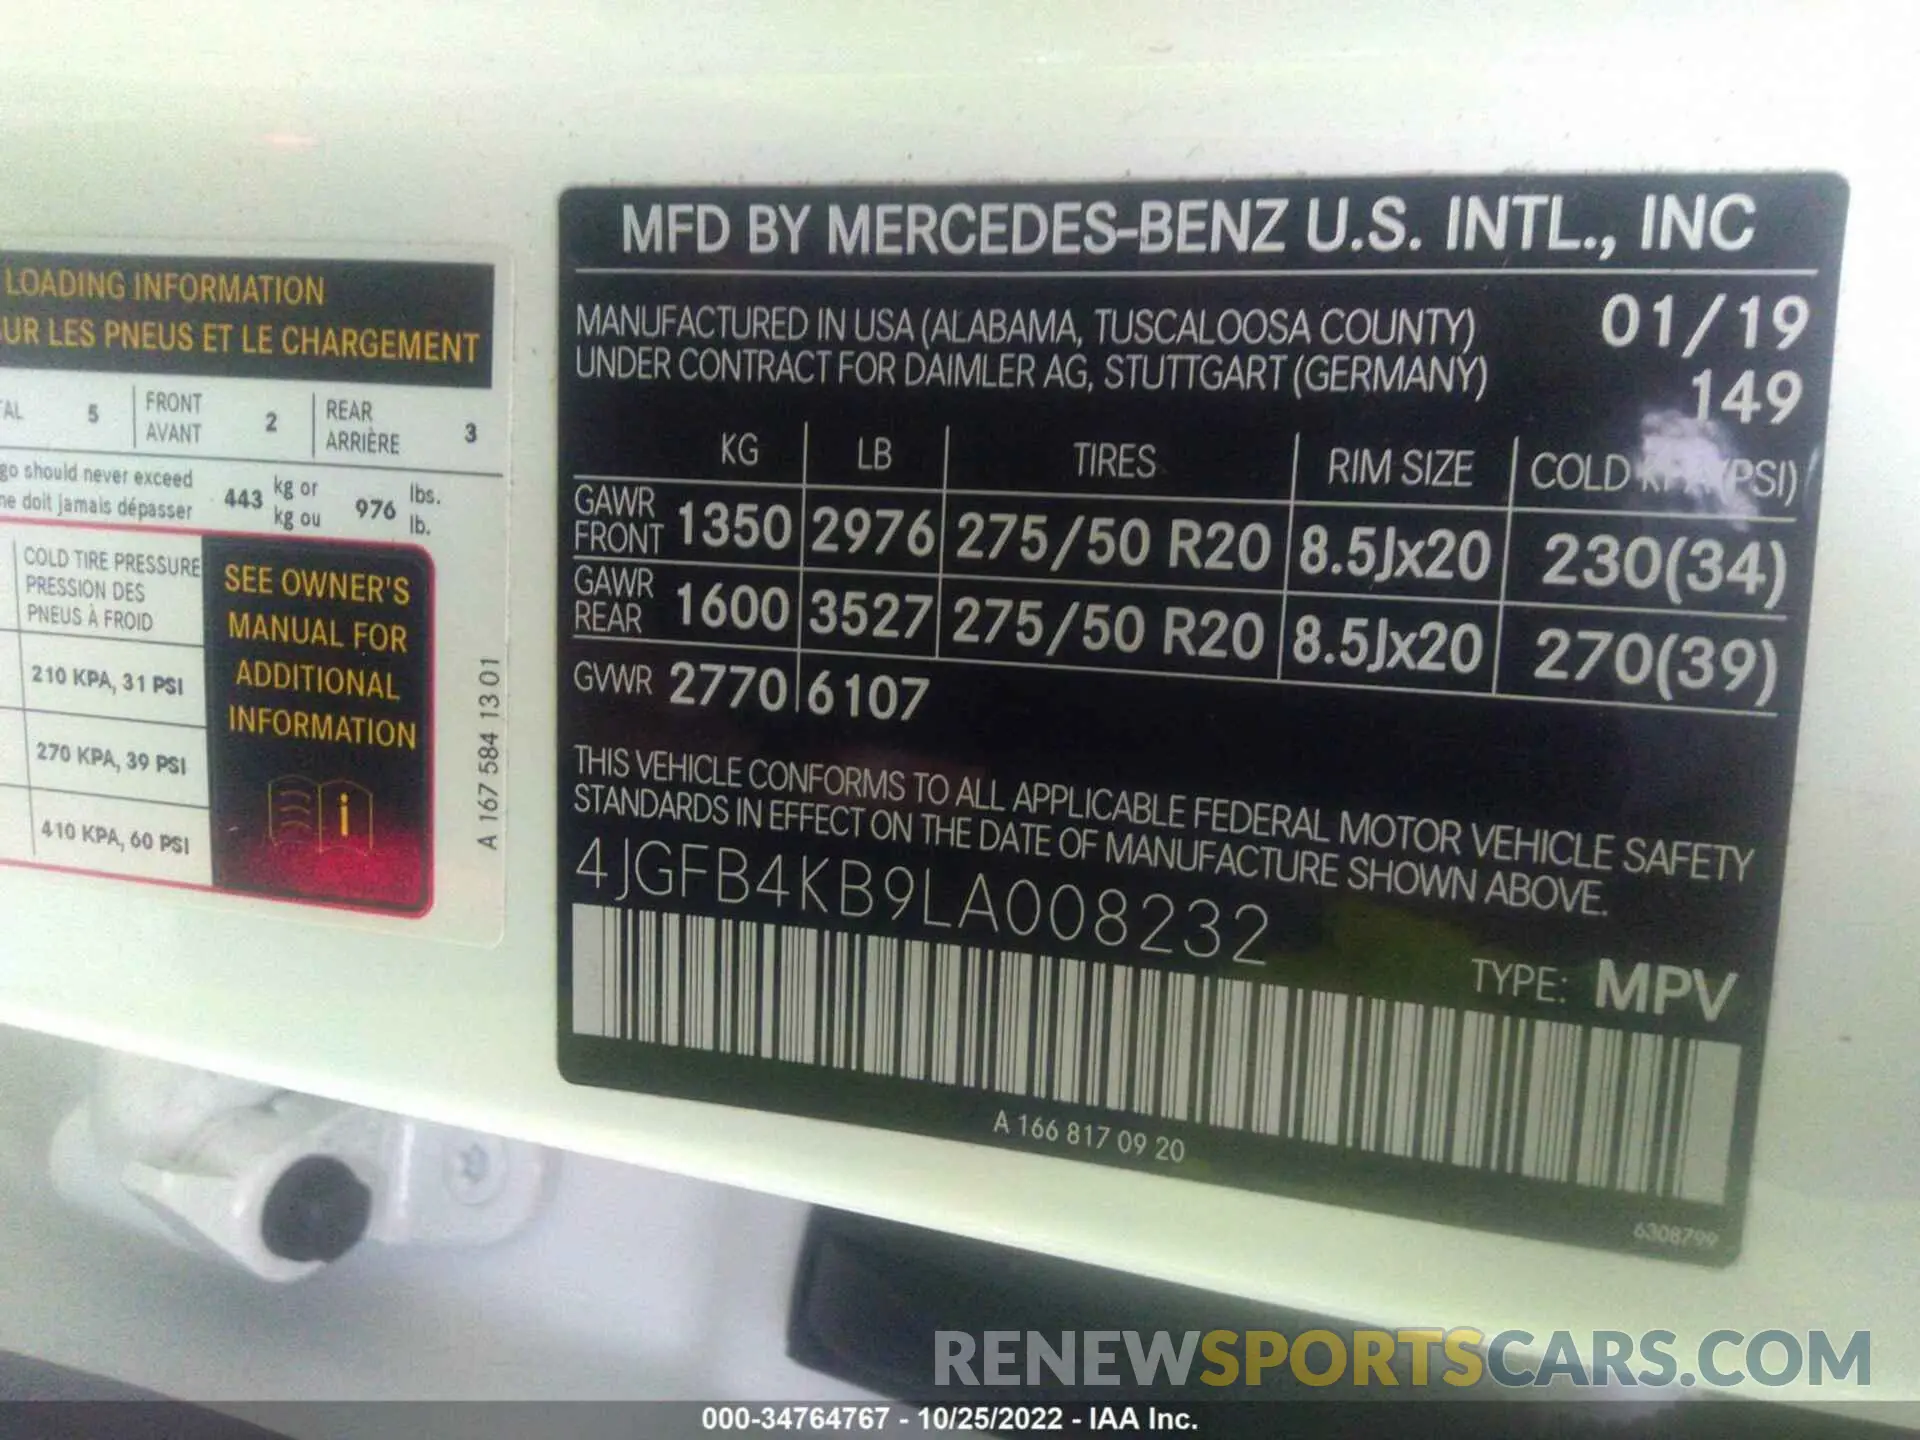 LOADING INFORMATION
UR LES PNEUS ET LE CHARGEMENT
5 FRONT AVANT 2 REAR ARRIÈRE 3
should never exceed
doit jamais dépasser
443 kg or kg ou 976 lbs. lb.
COLD TIRE PRESSURE
PRESSION DES
PNEUS À FROID
210 KPA, 31 PSI
270 KPA, 39 PSI
410 KPA, 60 PSI
SEE OWNER'S
MANUAL FOR
ADDITIONAL
INFORMATION
i
A 167 584 13 01
MFD BY MERCEDES-BENZ U.S. INTL., INC
MANUFACTURED IN USA (ALABAMA, TUSCALOOSA COUNTY) 01/19
UNDER CONTRACT FOR DAIMLER AG, STUTTGART (GERMANY) 149
KG LB TIRES RIM SIZE COLD KPA (PSI)
GAWR FRONT 1350 2976 275/50 R20 8.5Jx20 230(34)
GAWR REAR 1600 3527 275/50 R20 8.5Jx20 270(39)
GVWR 2770 6107
THIS VEHICLE CONFORMS TO ALL APPLICABLE FEDERAL MOTOR VEHICLE SAFETY
STANDARDS IN EFFECT ON THE DATE OF MANUFACTURE SHOWN ABOVE.
4JGFB4KB9LA008232
TYPE: MPV
A 166 817 09 20
6308799
RENEWSPORTSCARS.COM
000-34764767 - 10/25/2022 - IAA Inc.